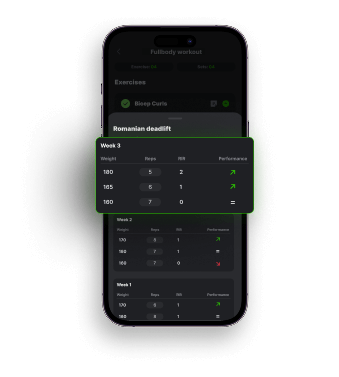 Fullbody workout
Exercises
Bicep Curls
Romanian deadlift
Week 3
Weight Reps RIR Performance
180 5 2
165 6 1
160 7 0 =
Week 2
Weight Reps RIR Performance
170 5 1
160 7 1 =
160 7 0
Week 1
Weight Reps RIR Performance
170 5 1
160 6 1 =